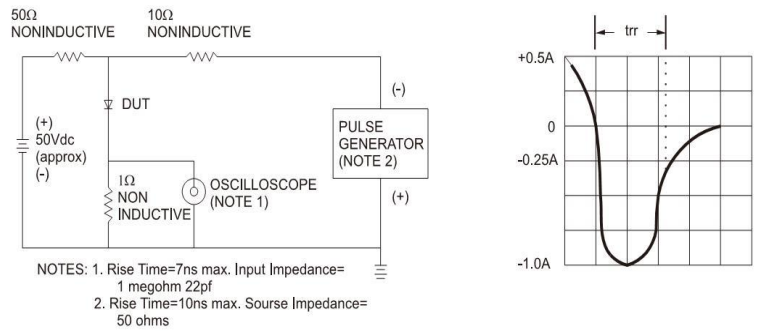 50Ω
NONINDUCTIVE
10Ω
NONINDUCTIVE
DUT
(+)
50Vdc
(approx)
(-)
1Ω
NON
INDUCTIVE
OSCILLOSCOPE
(NOTE 1)
(-)
PULSE
GENERATOR
(NOTE 2)
(+)
NOTES: 1. Rise Time=7ns max. Input Impedance=
1 megohm 22pf
2. Rise Time=10ns max. Sourse Impedance=
50 ohms
trr
+0.5A
0
-0.25A
-1.0A